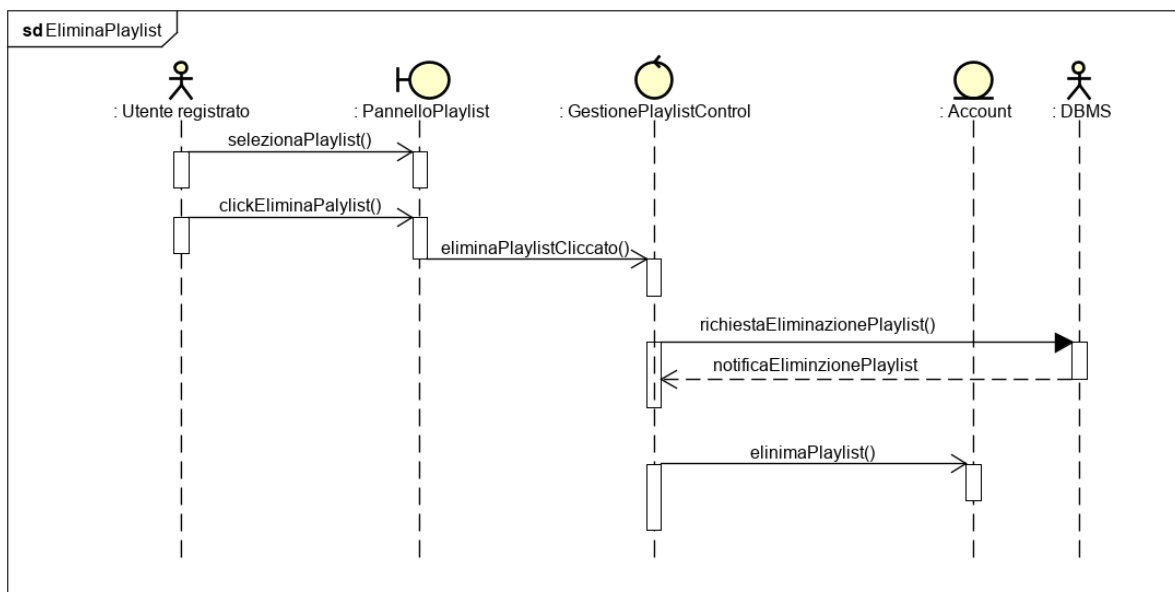 sd EliminaPlaylist
: Utente registrato
: PannelloPlaylist
: GestionePlaylistControl
: Account
: DBMS
selezionaPlaylist()
clickEliminaPalylist()
eliminaPlaylistCliccato()
richiestaEliminazionePlaylist()
notificaEliminzionePlaylist
elinimaPlaylist()